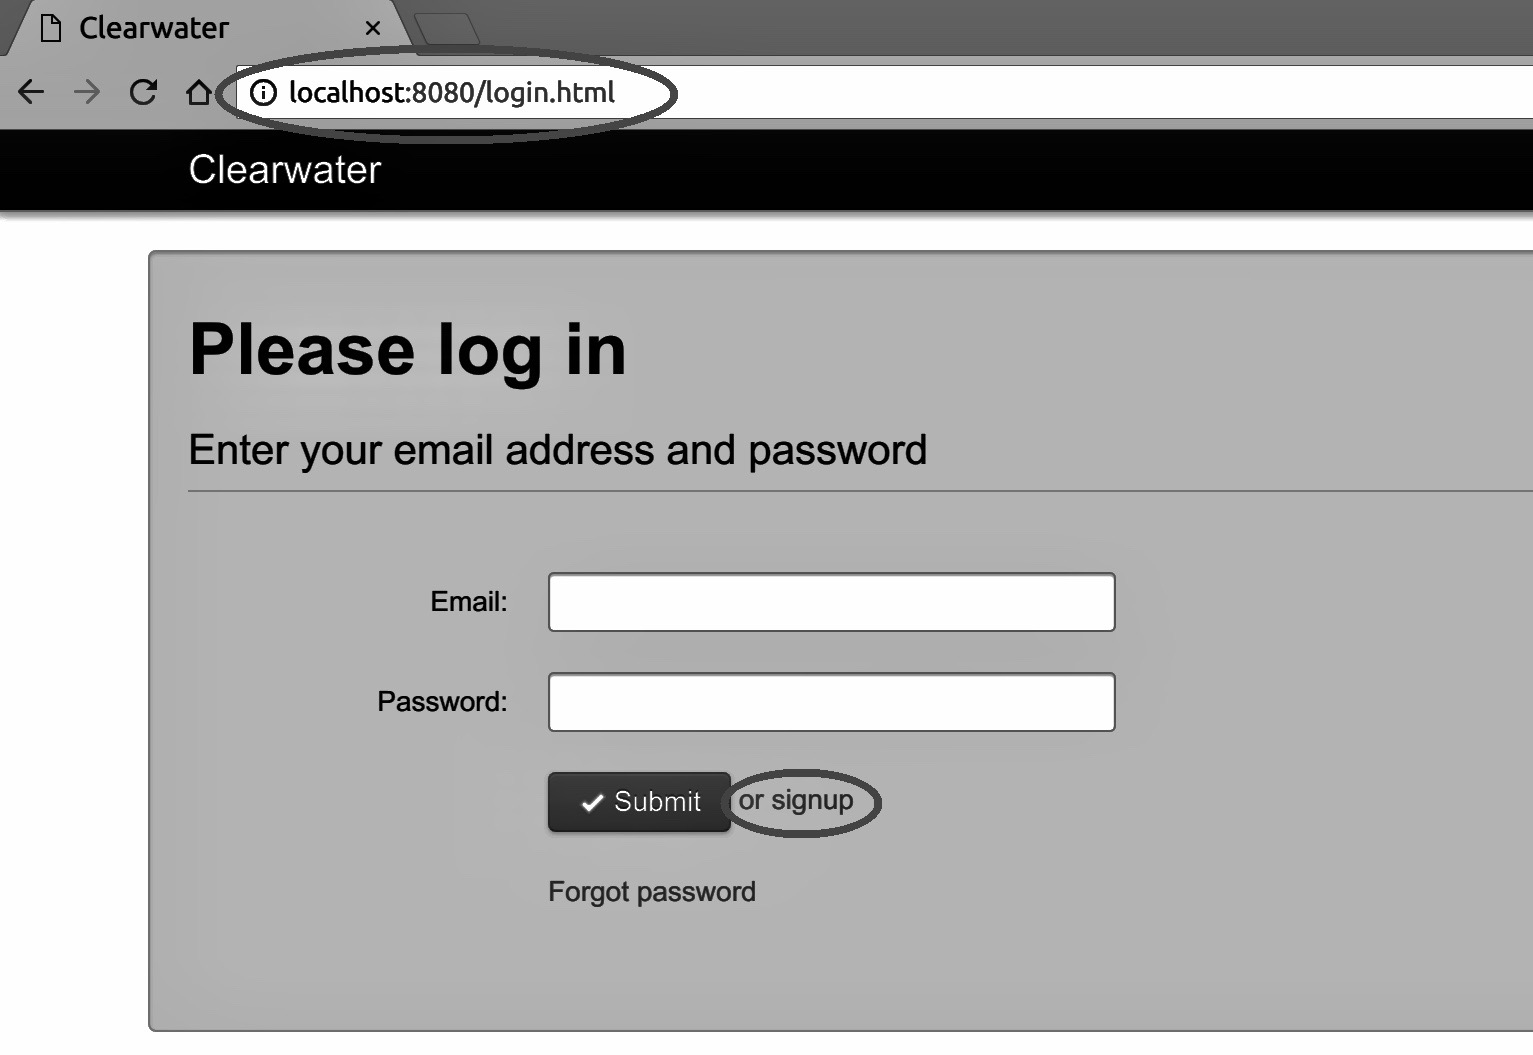 Clearwater
localhost:8080/login.html
Clearwater
Please log in
Enter your email address and password
Email:
Password:
Submit or signup
Forgot password